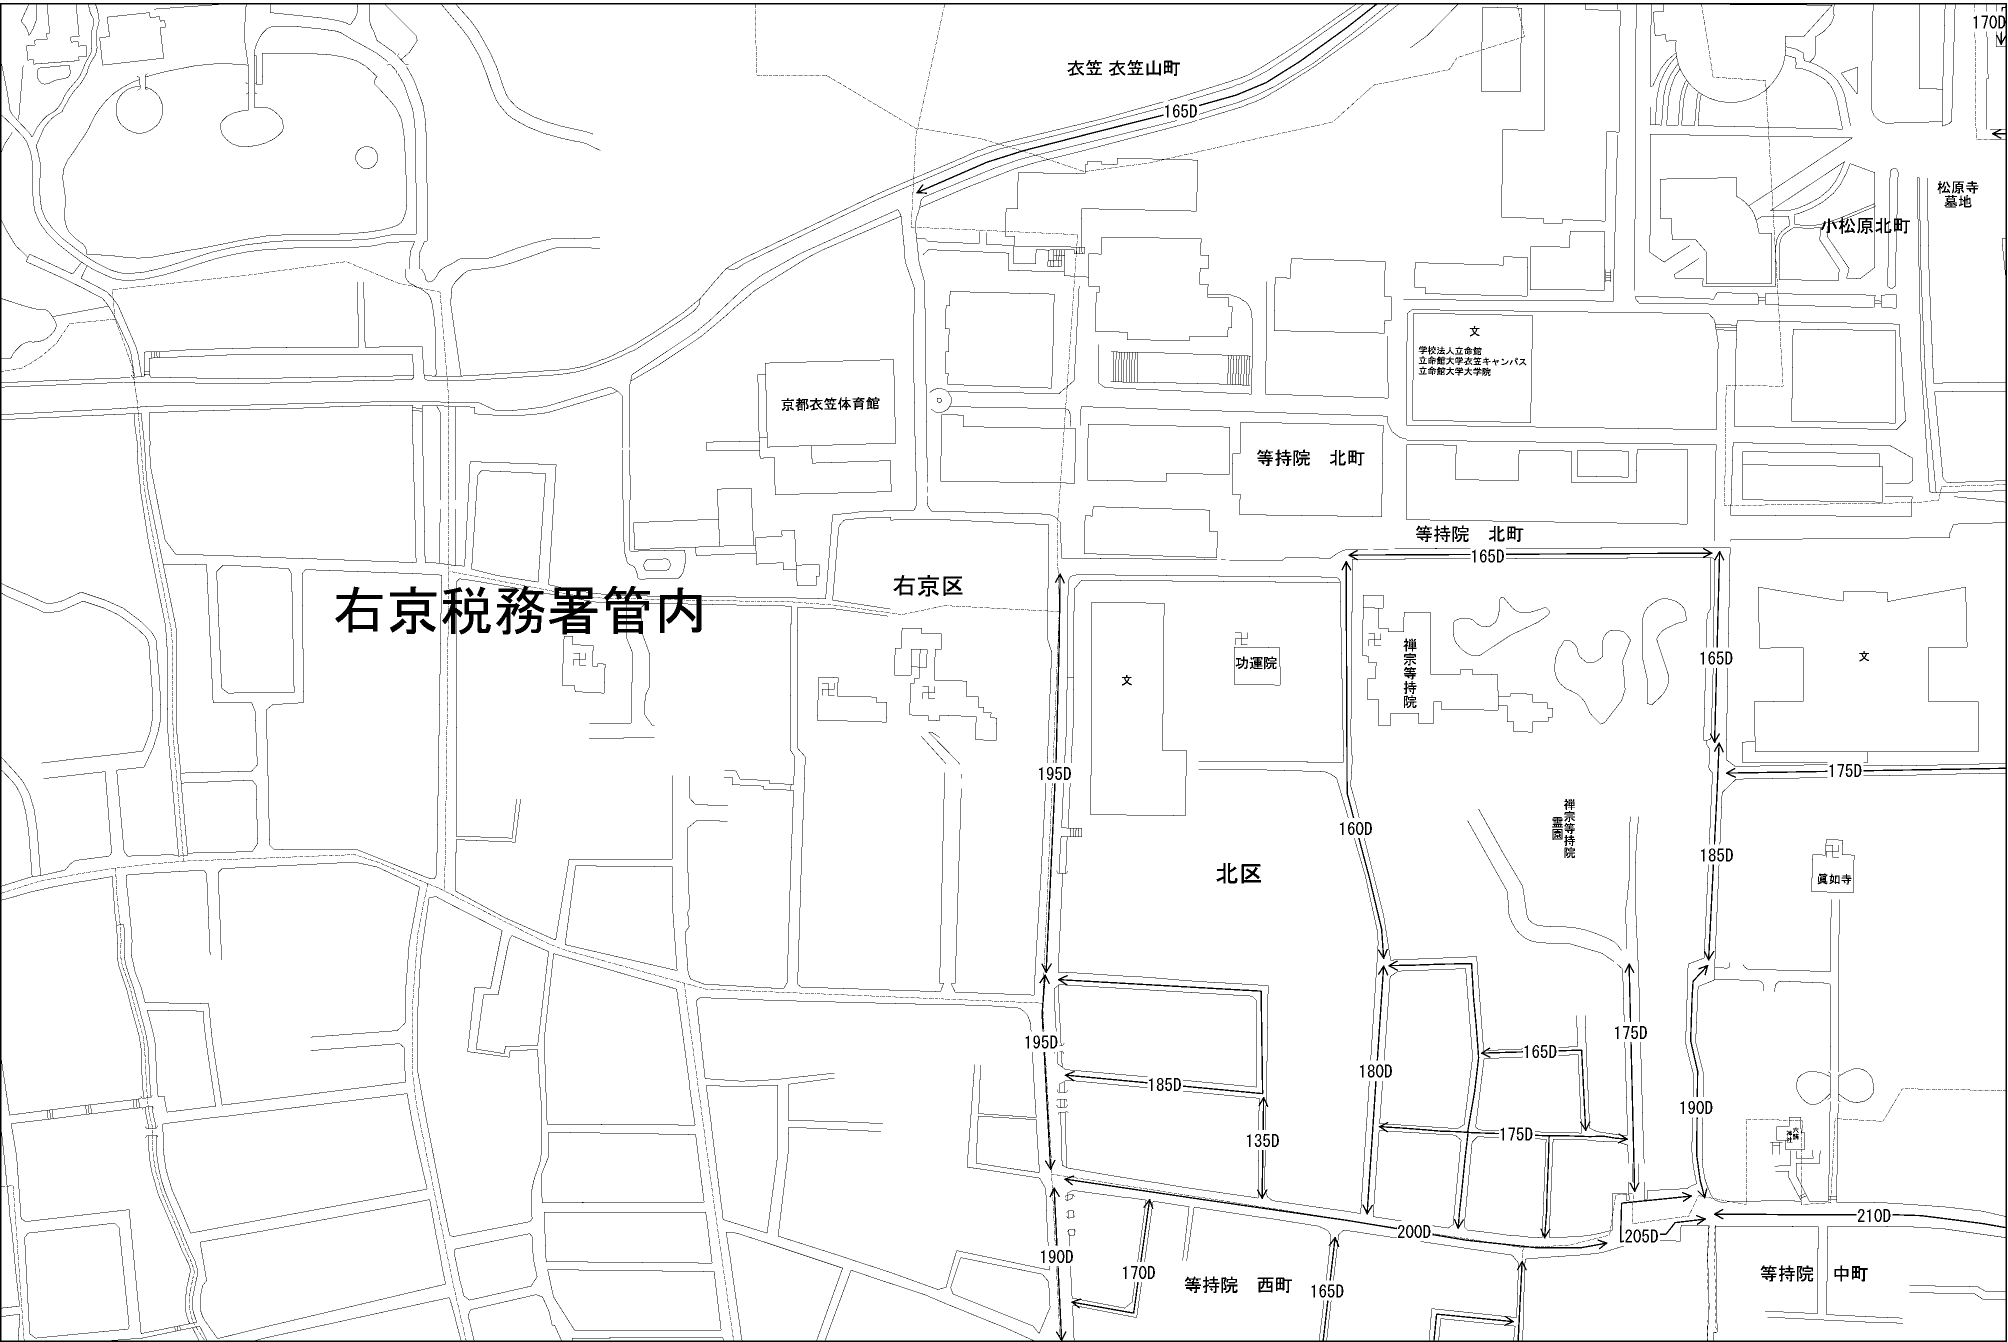 170D
衣笠 衣笠山町
165D
松原寺
墓地
小松原北町
文
学校法人立命館
立命館大学衣笠キャンパス
立命館大学大学院
京都衣笠体育館
等持院 北町
等持院 北町
165D
右京区
右京税務署管内
功運院
禅宗等持院
165D
文
文
195D
175D
160D
禅宗等持院
霊園
185D
北区
眞如寺
195D
175D
165D
180D
185D
190D
135D
175D
200D
210D
205D
190D
170D
等持院 西町
165D
等持院 中町